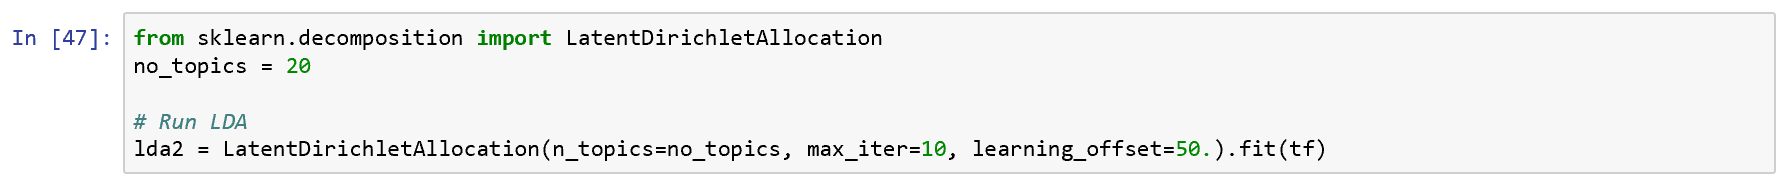 In [47]: from sklearn.decomposition import LatentDirichletAllocation
no_topics = 20
# Run LDA
lda2 = LatentDirichletAllocation(n_topics=no_topics, max_iter=10, learning_offset=50.).fit(tf)